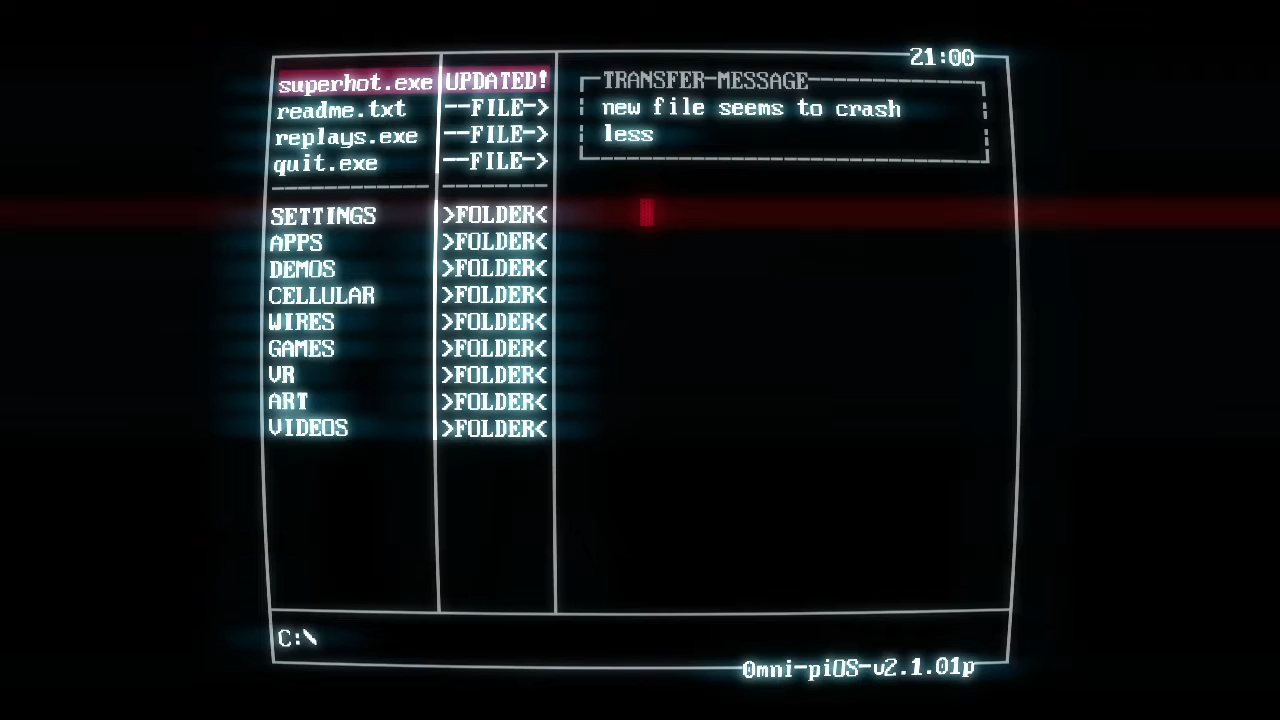 21:00
superhot.exe UPDATED!
readme.txt --FILE->
replays.exe --FILE->
quit.exe --FILE->
SETTINGS >FOLDER<
APPS >FOLDER<
DEMOS >FOLDER<
CELLULAR >FOLDER<
WIRES >FOLDER<
GAMES >FOLDER<
VR >FOLDER<
ART >FOLDER<
VIDEOS >FOLDER<
TRANSFER-MESSAGE
new file seems to crash
less
C:\
Omni-piOS-v2.1.01p